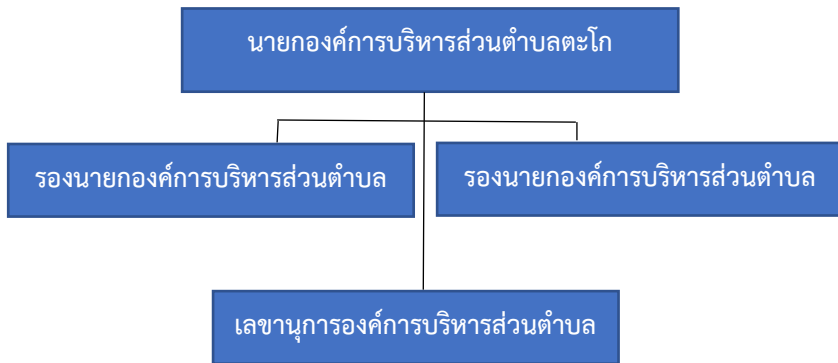 นายกองค์การบริหารส่วนตำบลตะโก
รองนายกองค์การบริหารส่วนตำบล
รองนายกองค์การบริหารส่วนตำบล
เลขานุการองค์การบริหารส่วนตำบล